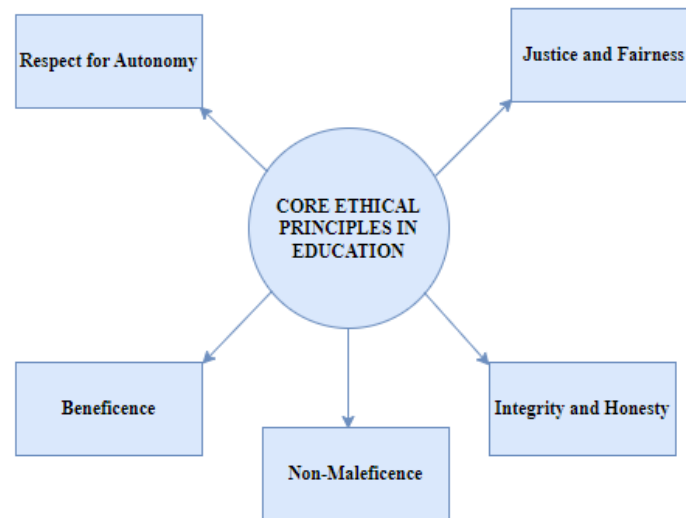 Respect for Autonomy
Justice and Fairness
CORE ETHICAL
PRINCIPLES IN
EDUCATION
Beneficence
Integrity and Honesty
Non-Maleficence